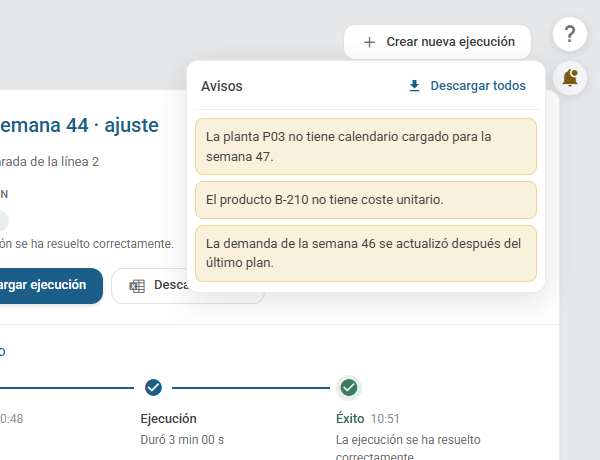 Crear nueva ejecución
?
Avisos
Descargar todos
La planta P03 no tiene calendario cargado para la
semana 47.
El producto B-210 no tiene coste unitario.
La demanda de la semana 46 se actualizó después del
último plan.
emana 44 · ajuste
rada de la línea 2
N
ón se ha resuelto correctamente.
argar ejecución
Desca
o
0:48
Ejecución
Duró 3 min 00 s
Éxito 10:51
La ejecución se ha resuelto
correctamente